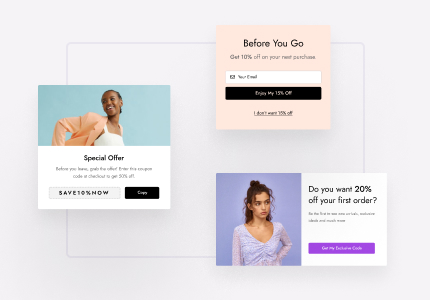 Before You Go
Get 10% off on your next purchase
Your Email
Enjoy My 15% Off
I don't want 15% off
Special Offer
Before you leave, grab the offer! Enter this coupon
code at checkout to get 50% off.
SAVE10%NOW
Copy
Do you want 20%
off your first order?
Be the first to see new arrivals, exclusive
deals and much more
Get My Exclusive Code